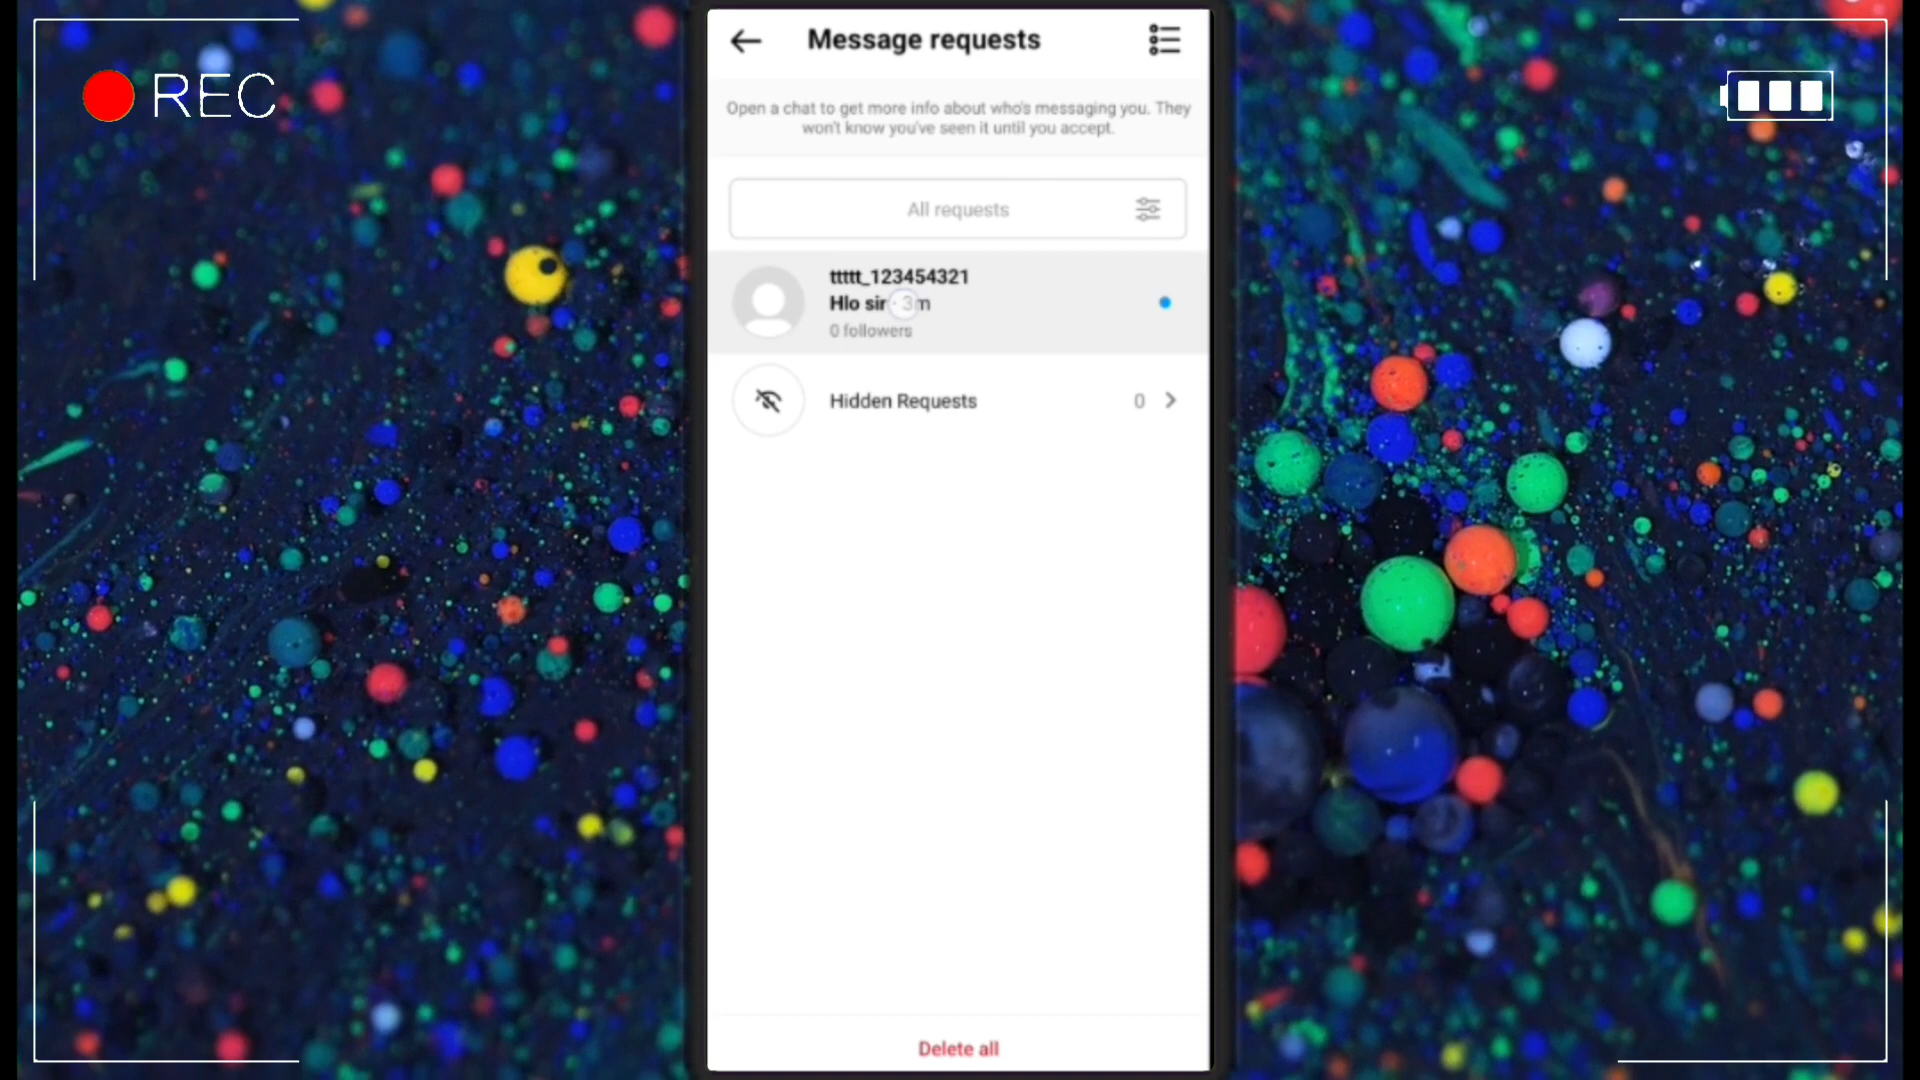 REC
Message requests
Open a chat to get more info about who's messaging you. They
won't know you've seen it until you accept.
All requests
ttttt_123454321
Hlo sir · 3m
0 followers
Hidden Requests 0
Delete all